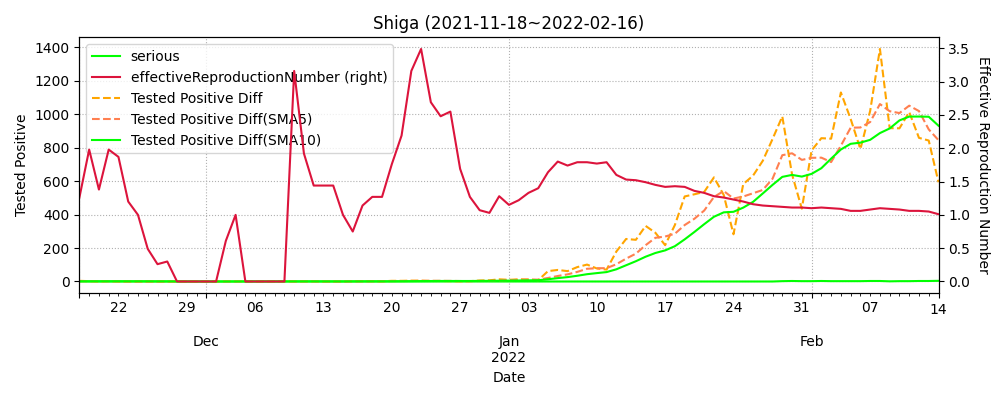 Shiga (2021-11-18~2022-02-16)
serious
effectiveReproductionNumber (right)
Tested Positive Diff
Tested Positive Diff(SMA5)
Tested Positive Diff(SMA10)
1400
1200
1000
800
600
400
200
0
Tested Positive
3.5
3.0
2.5
2.0
1.5
1.0
0.5
0.0
Effective Reproduction Number
22 29 06 13 20 27 03 10 17 24 31 07 14
Dec Jan Feb
2022
Date